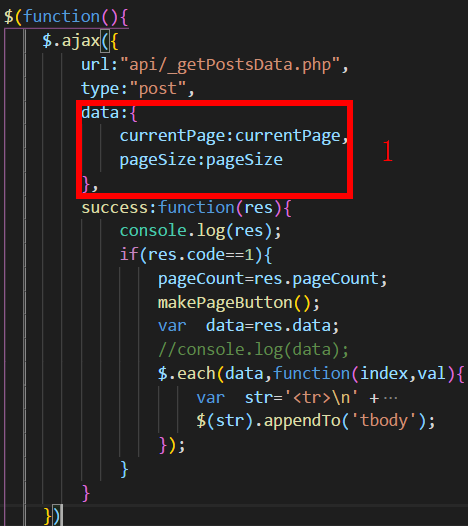 $(function(){
$.ajax({
url:"api/_getPostsData.php",
type:"post",
data:{
currentPage:currentPage,
pageSize:pageSize
1
},
success:function(res){
console.log(res);
if(res.code==1){
pageCount=res.pageCount;
makePageButton();
var  data=res.data;
//console.log(data);
$.each(data,function(index,val){
var  str='<tr>\n' +···
$(str).appendTo('tbody');
});
}
}
})